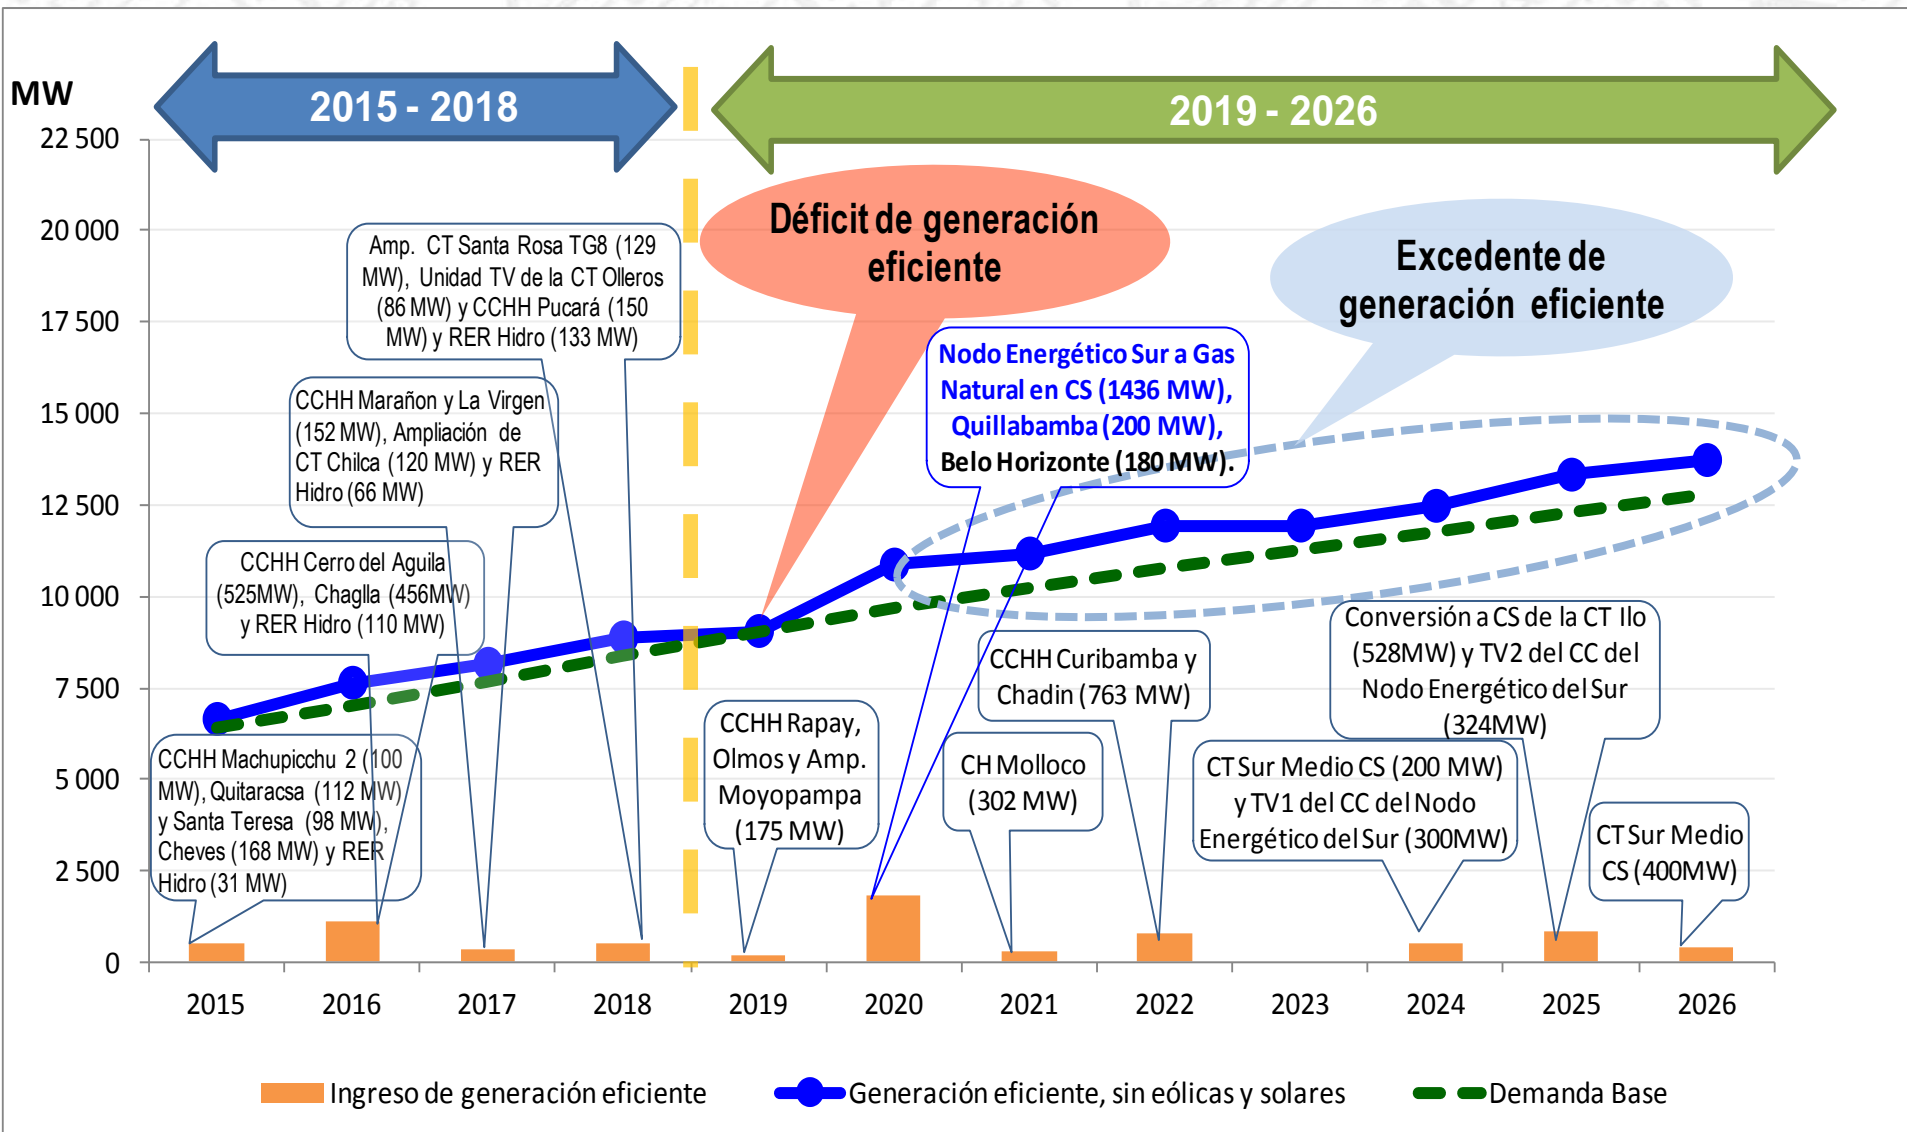 2015 - 2018
2019 - 2026
MW
22 500
20 000
17 500
15 000
12 500
10 000
7 500
5 000
2 500
0
Déficit de generación
eficiente
Excedente de
generación eficiente
Amp. CT Santa Rosa TG8 (129
MW), Unidad TV de la CT Olleros
(86 MW) y CCHH Pucará (150
MW) y RER Hidro (133 MW)
Nodo Energético Sur a Gas
Natural en CS (1436 MW),
Quillabamba (200 MW),
Belo Horizonte (180 MW).
CCHH Marañon y La Virgen
(152 MW), Ampliación de
CT Chilca (120 MW) y RER
Hidro (66 MW)
CCHH Cerro del Aguila
(525MW), Chaglla (456MW)
y RER Hidro (110 MW)
CCHH Machupicchu 2 (100
MW), Quitaracsa (112 MW)
y Santa Teresa (98 MW),
Cheves (168 MW) y RER
Hidro (31 MW)
CCHH Rapay,
Olmos y Amp.
Moyopampa
(175 MW)
CH Molloco
(302 MW)
CCHH Curibamba y
Chadin (763 MW)
Conversión a CS de la CT Ilo
(528MW) y TV2 del CC del
Nodo Energético del Sur
(324MW)
CT Sur Medio CS (200 MW)
y TV1 del CC del Nodo
Energético del Sur (300MW)
CT Sur Medio
CS (400MW)
2015
2016
2017
2018
2019
2020
2021
2022
2023
2024
2025
2026
Ingreso de generación eficiente
Generación eficiente, sin eólicas y solares
Demanda Base